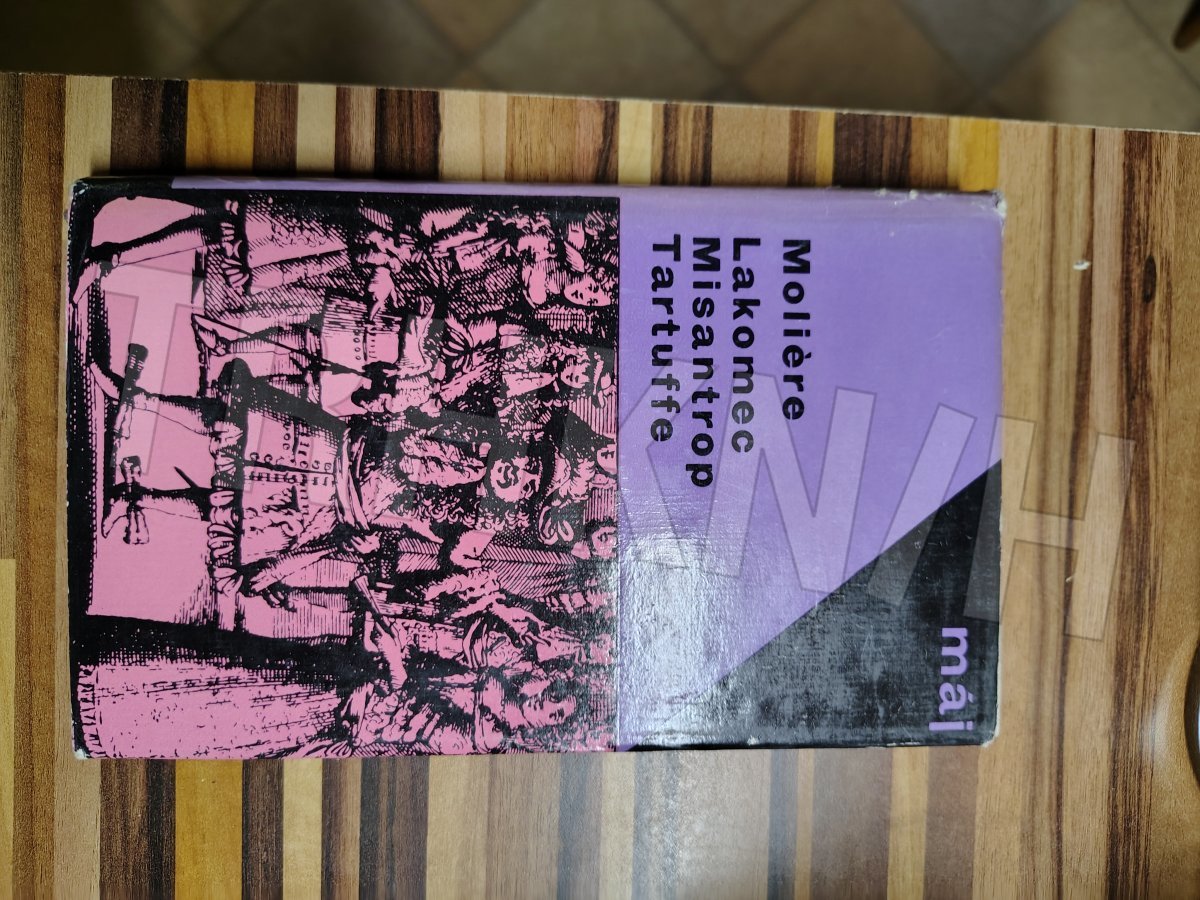 máj
Molière
Lakomec
Misantrop
Tartuffe